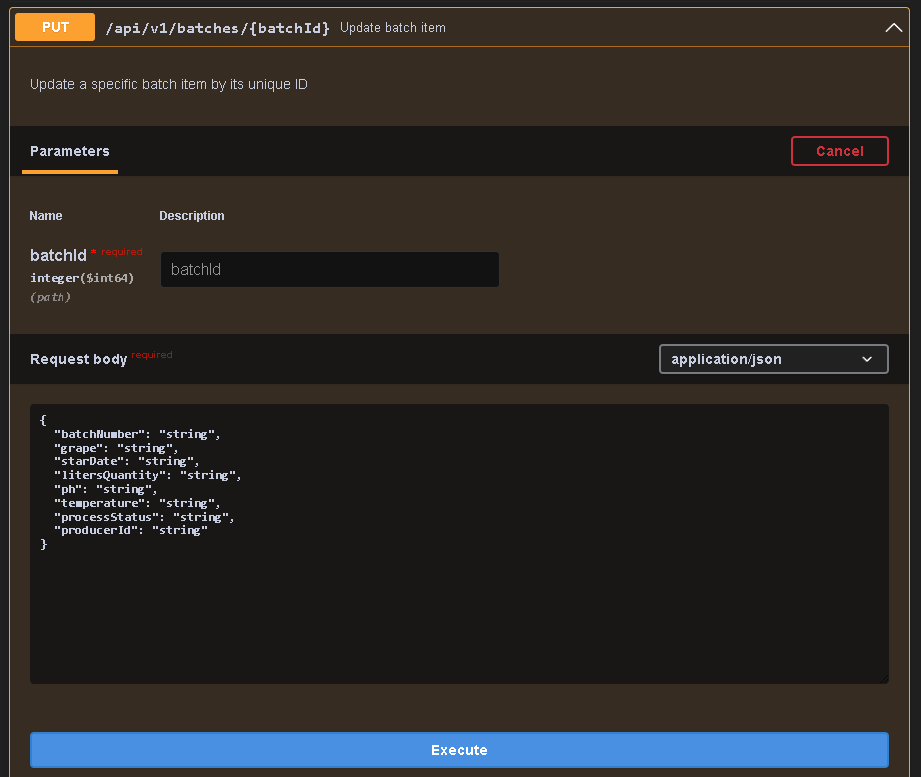 PUT /api/v1/batches/{batchId} Update batch item
Update a specific batch item by its unique ID
Parameters Cancel
Name Description
batchId * required batchId
integer($int64)
(path)
Request body required application/json
{
"batchNumber": "string",
"grape": "string",
"starDate": "string",
"litersQuantity": "string",
"ph": "string",
"temperature": "string",
"processStatus": "string",
"producerId": "string"
}
Execute